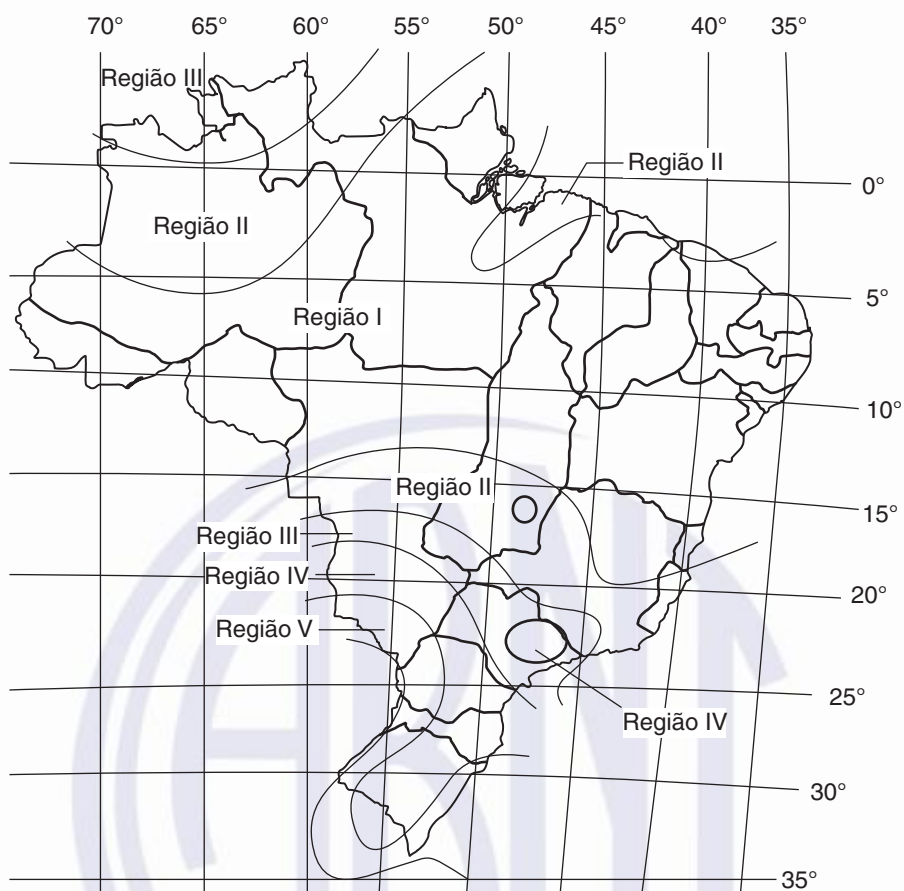 70° 65° 60° 55° 50° 45° 40° 35°
Região III
Região II
0°
Região II
5°
Região I
10°
Região II
15°
Região III
Região IV
20°
Região V
25°
Região IV
30°
35°
ABNT